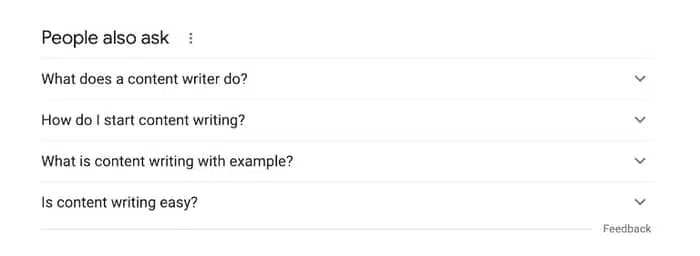 People also ask
What does a content writer do?
How do I start content writing?
What is content writing with example?
Is content writing easy?
Feedback